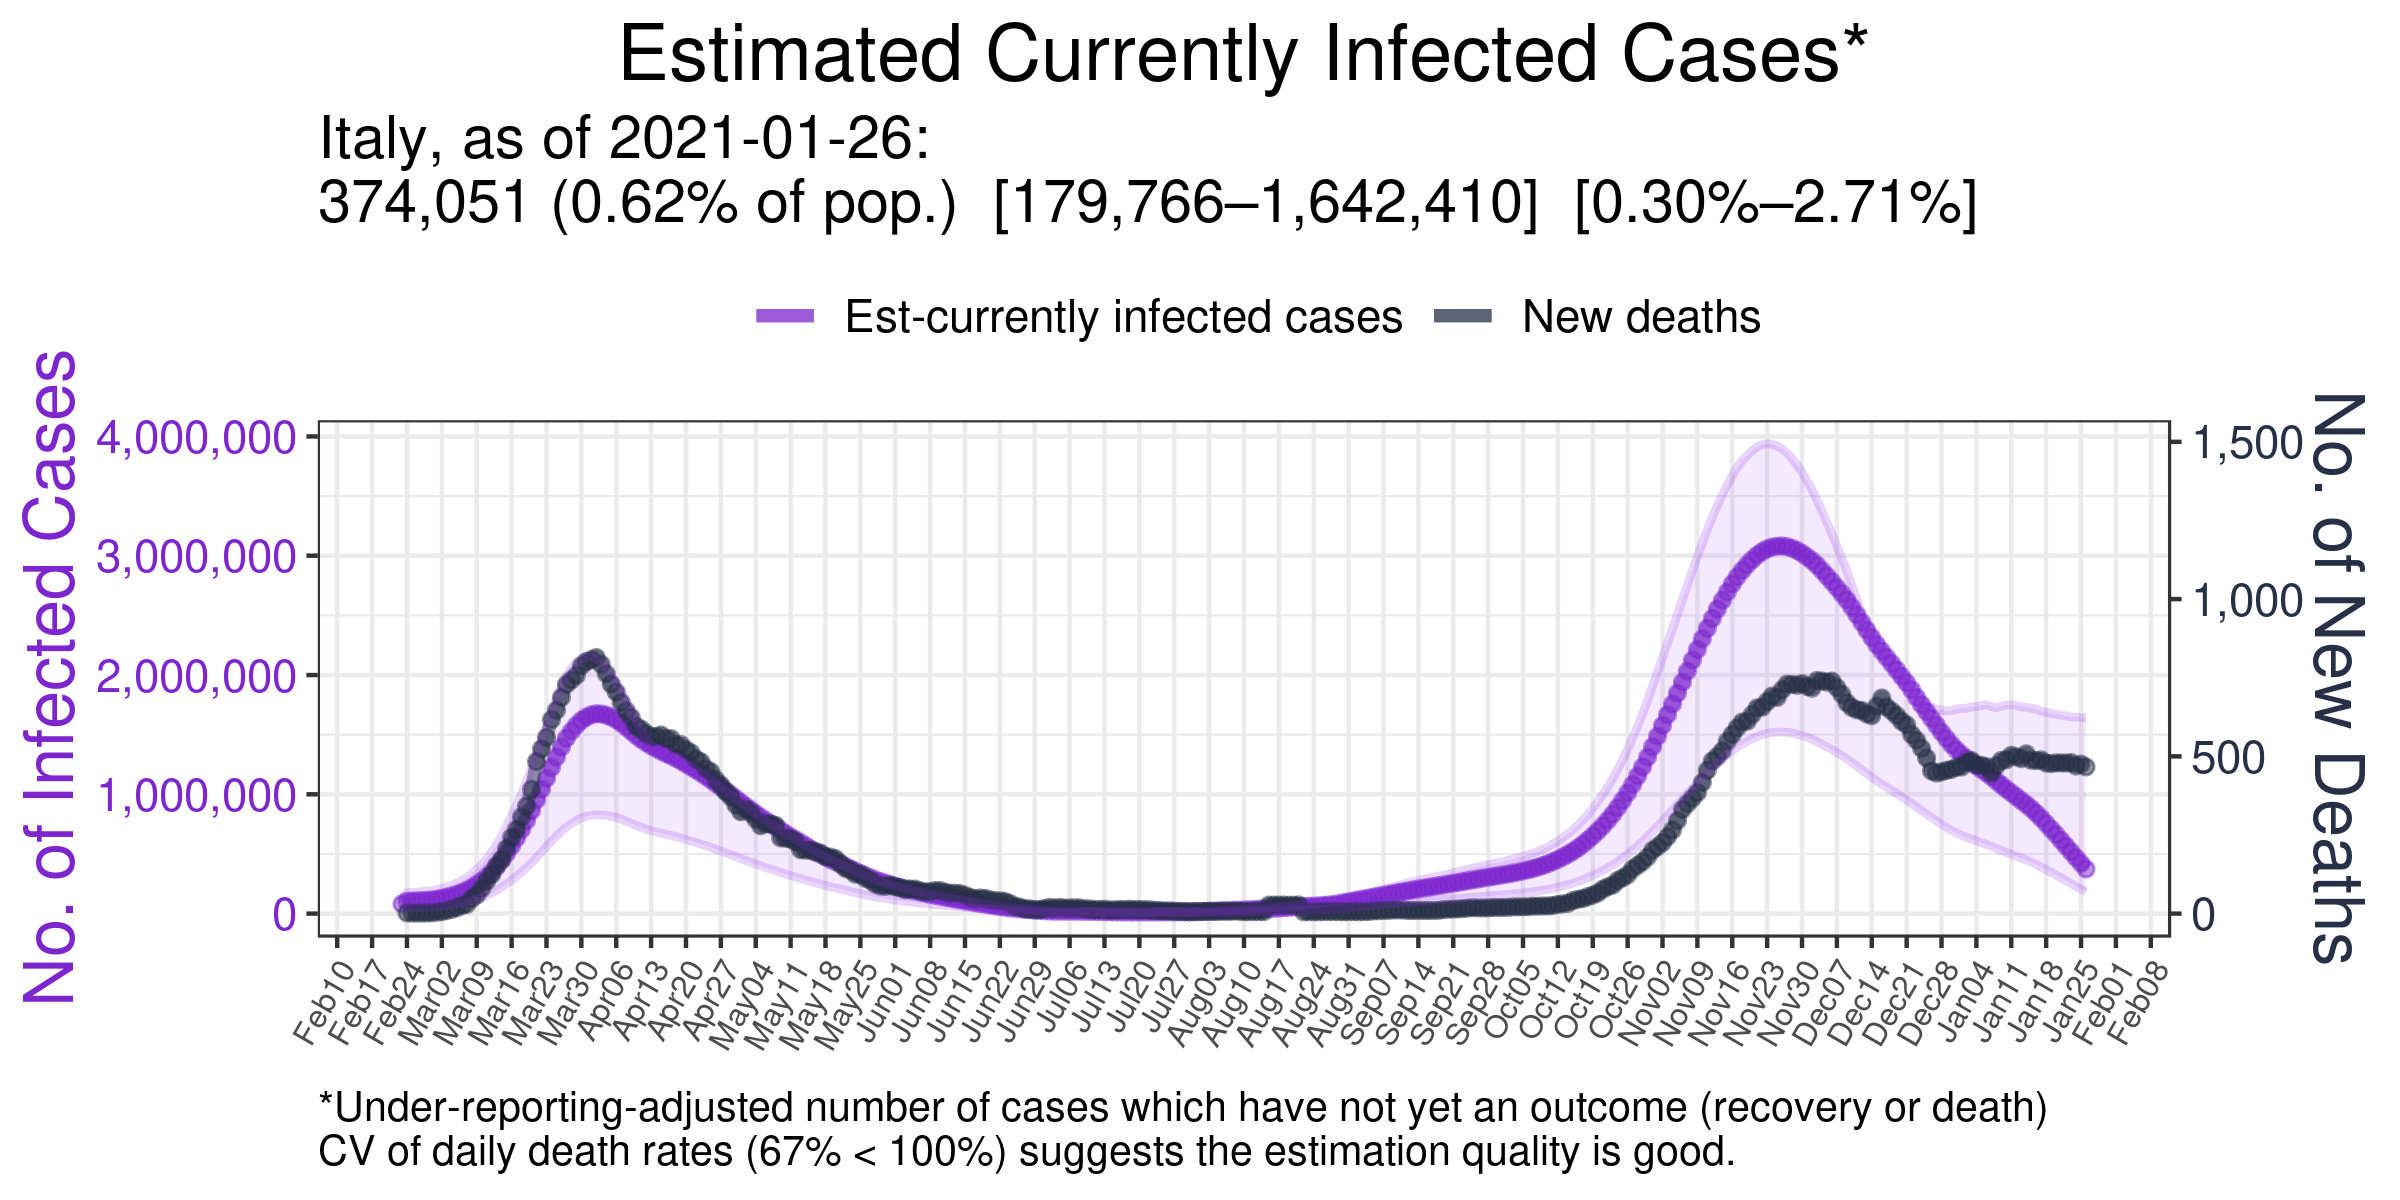 Estimated Currently Infected Cases*
Italy, as of 2021-01-26:
374,051 (0.62% of pop.) [179,766–1,642,410] [0.30%–2.71%]
Est-currently infected cases
New deaths
No. of Infected Cases
4,000,000
3,000,000
2,000,000
1,000,000
0
1,500
1,000
500
0
No. of New Deaths
Feb10
Feb17
Feb24
Mar02
Mar09
Mar16
Mar23
Mar30
Apr06
Apr13
Apr20
Apr27
May04
May11
May18
May25
Jun01
Jun08
Jun15
Jun22
Jun29
Jul06
Jul13
Jul20
Jul27
Aug03
Aug10
Aug17
Aug24
Aug31
Sep07
Sep14
Sep21
Sep28
Oct05
Oct12
Oct19
Oct26
Nov02
Nov09
Nov16
Nov23
Nov30
Dec07
Dec14
Dec21
Dec28
Jan04
Jan11
Jan18
Jan25
Feb01
Feb08
*Under-reporting-adjusted number of cases which have not yet an outcome (recovery or death)
CV of daily death rates (67% < 100%) suggests the estimation quality is good.